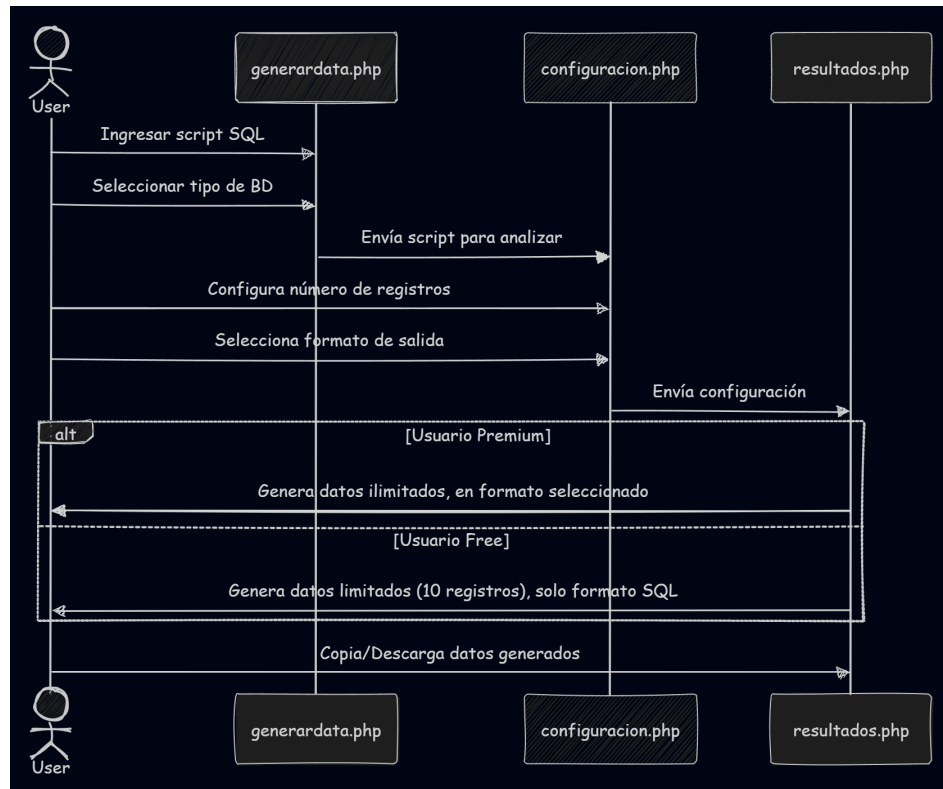 generardata.php
configuracion.php
resultados.php
User
Ingresar script SQL
Seleccionar tipo de BD
Envía script para analizar
Configura número de registros
Selecciona formato de salida
Envía configuración
alt
[Usuario Premium]
Genera datos ilimitados, en formato seleccionado
[Usuario Free]
Genera datos limitados (10 registros), solo formato SQL
Copia/Descarga datos generados
generardata.php
configuracion.php
resultados.php
User